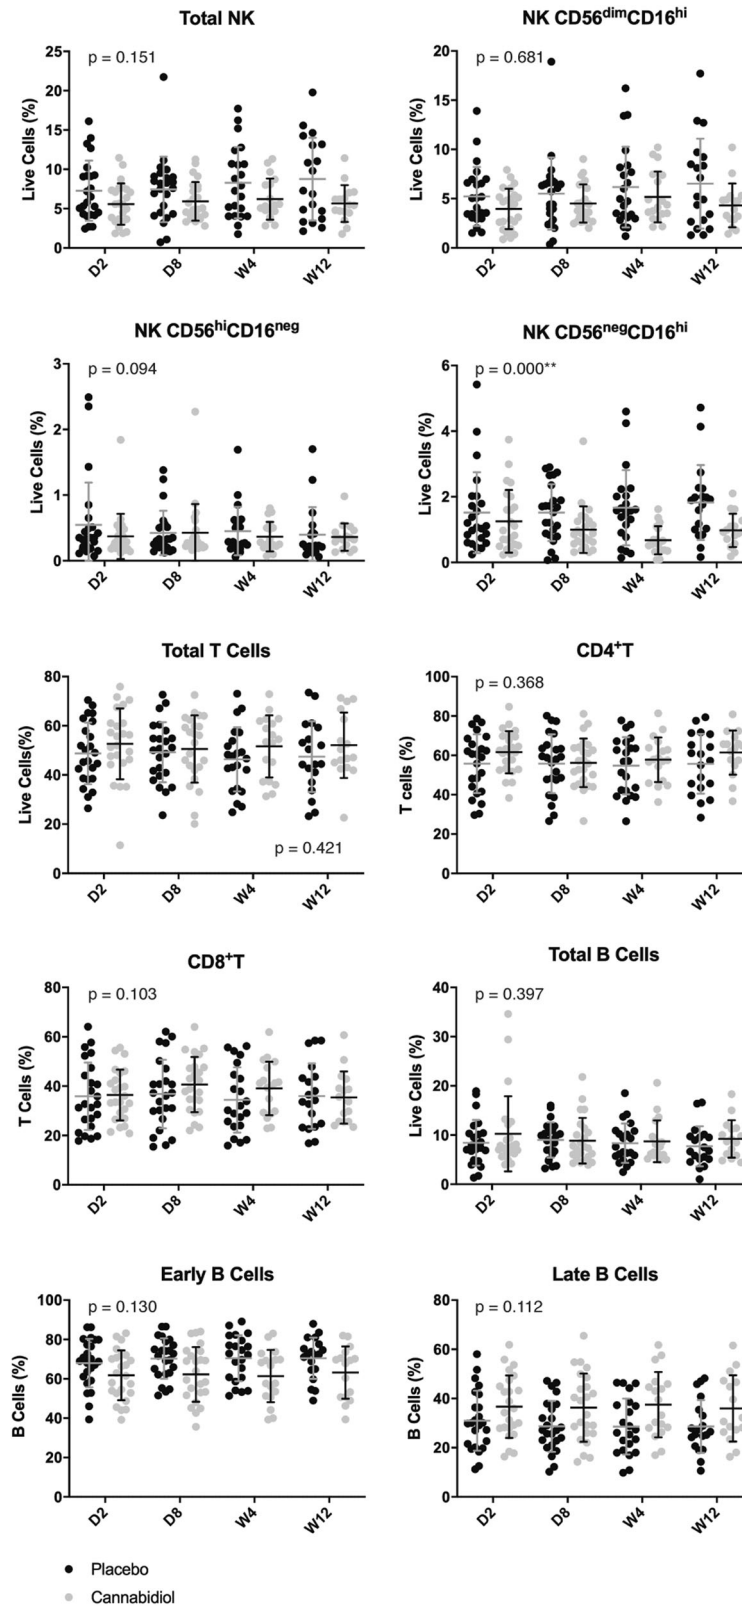 Total NK
p = 0.151
Live Cells (%)
25
20
15
10
5
0
D2
D8
W4
W12
NK CD56dimCD16hi
p = 0.681
Live Cells (%)
20
15
10
5
0
D2
D8
W4
W12
NK CD56hiCD16neg
p = 0.094
Live Cells (%)
3
2
1
0
D2
D8
W4
W12
NK CD56negCD16hi
p = 0.000**
Live Cells (%)
6
4
2
0
D2
D8
W4
W12
Total T Cells
Live Cells(%)
80
60
40
20
0
p = 0.421
D2
D8
W4
W12
CD4+T
p = 0.368
T cells (%)
100
80
60
40
20
0
D2
D8
W4
W12
CD8+T
p = 0.103
T Cells (%)
80
60
40
20
0
D2
D8
W4
W12
Total B Cells
p = 0.397
Live Cells (%)
40
30
20
10
0
D2
D8
W4
W12
Early B Cells
p = 0.130
B Cells (%)
100
80
60
40
20
0
D2
D8
W4
W12
Late B Cells
p = 0.112
B Cells (%)
80
60
40
20
0
D2
D8
W4
W12
Placebo
Cannabidiol